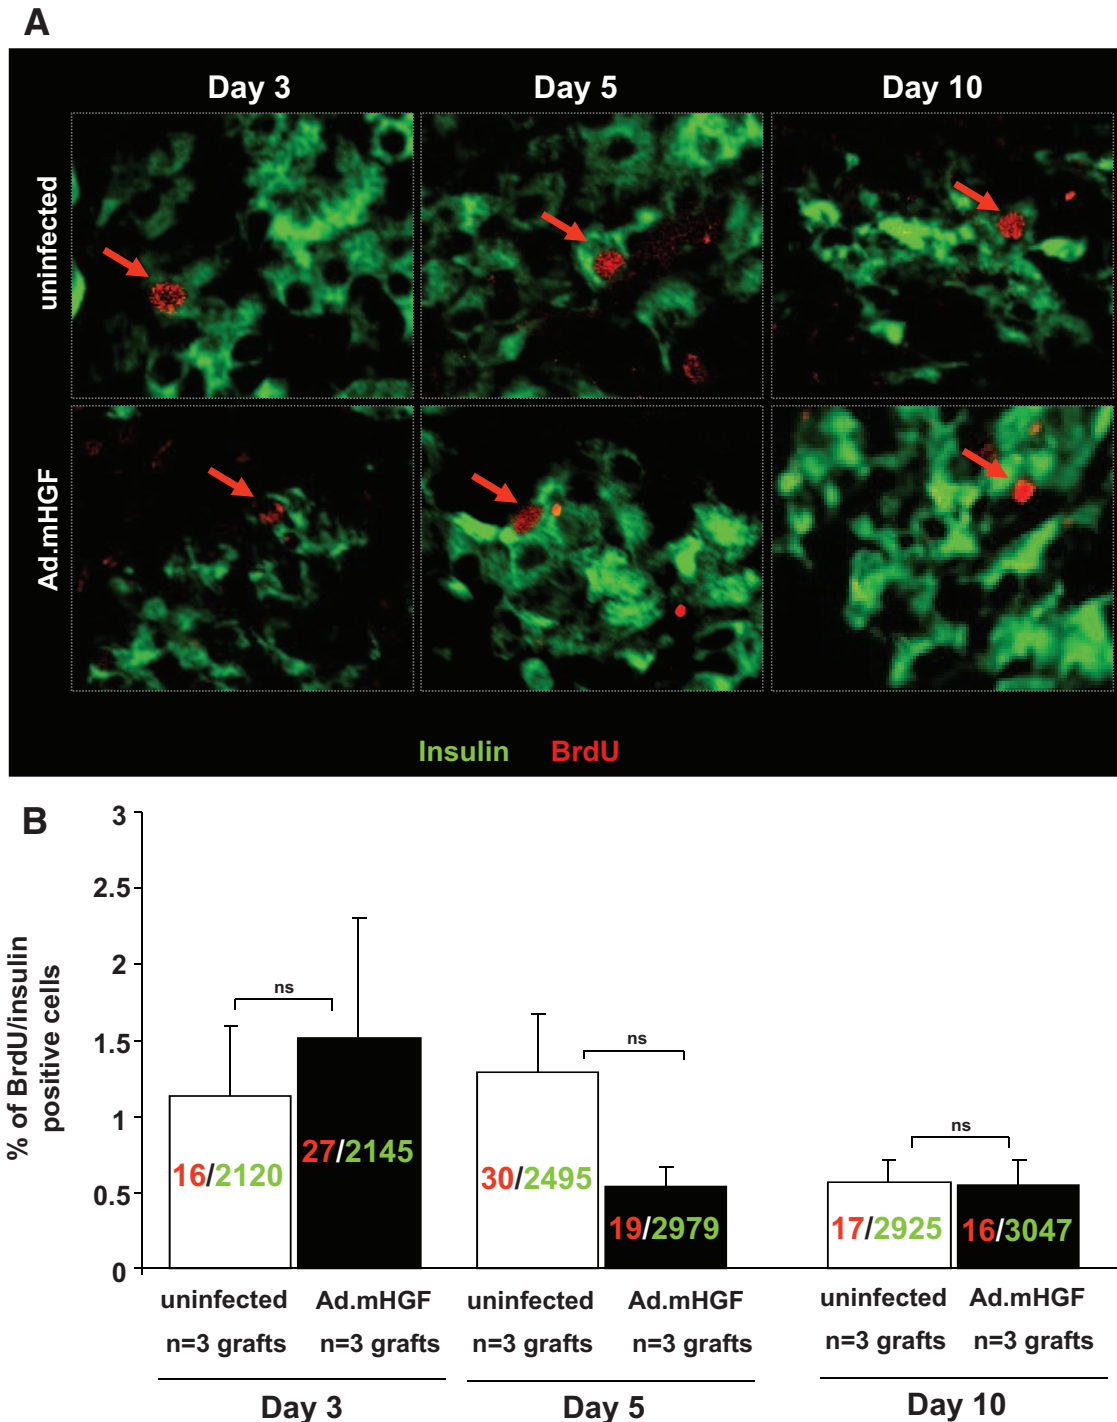 A
Day 3 Day 5 Day 10
uninfected
Ad.mHGF
Insulin BrdU
B
% of BrdU/insulin
positive cells
3
2.5
2
1.5
1
0.5
0
ns
ns
ns
16/2120
27/2145
30/2495
19/2979
17/2925
16/3047
uninfected Ad.mHGF uninfected Ad.mHGF uninfected Ad.mHGF
n=3 grafts n=3 grafts n=3 grafts n=3 grafts n=3 grafts n=3 grafts
Day 3 Day 5 Day 10